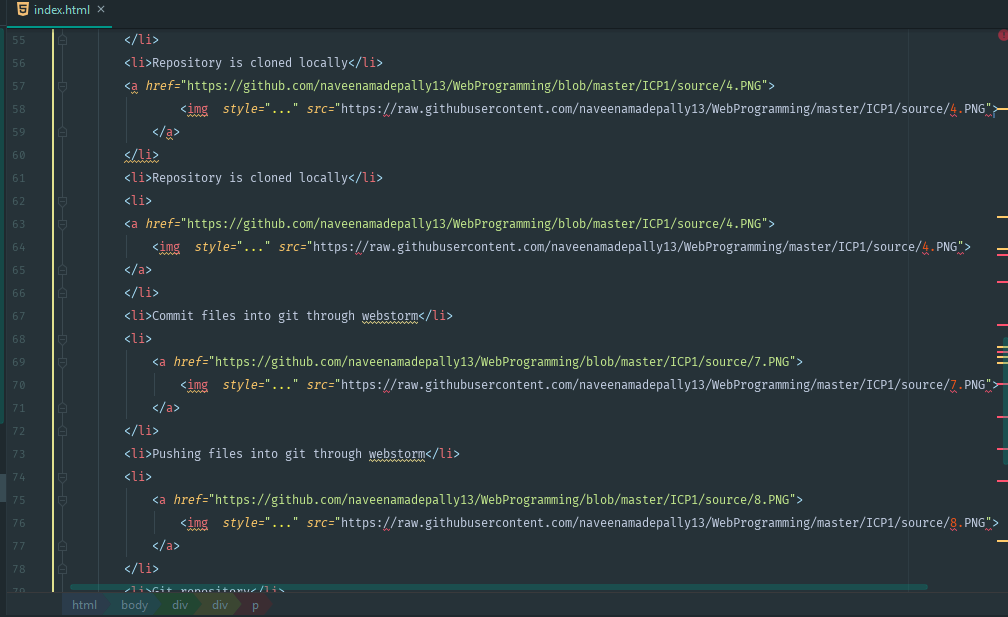 index.html ×
55 </li>
56 <li>Repository is cloned locally</li>
57 <a href="https://github.com/naveenamadepally13/WebProgramming/blob/master/ICP1/source/4.PNG">
58 <img style="..." src="https://raw.githubusercontent.com/naveenamadepally13/WebProgramming/master/ICP1/source/4.PNG">
59 </a>
60 </li>
61 <li>Repository is cloned locally</li>
62 <li>
63 <a href="https://github.com/naveenamadepally13/WebProgramming/blob/master/ICP1/source/4.PNG">
64 <img style="..." src="https://raw.githubusercontent.com/naveenamadepally13/WebProgramming/master/ICP1/source/4.PNG">
65 </a>
66 </li>
67 <li>Commit files into git through webstorm</li>
68 <li>
69 <a href="https://github.com/naveenamadepally13/WebProgramming/blob/master/ICP1/source/7.PNG">
70 <img style="..." src="https://raw.githubusercontent.com/naveenamadepally13/WebProgramming/master/ICP1/source/7.PNG">
71 </a>
72 </li>
73 <li>Pushing files into git through webstorm</li>
74 <li>
75 <a href="https://github.com/naveenamadepally13/WebProgramming/blob/master/ICP1/source/8.PNG">
76 <img style="..." src="https://raw.githubusercontent.com/naveenamadepally13/WebProgramming/master/ICP1/source/8.PNG">
77 </a>
78 </li>
79 <li>Git repository</li>
html body div div p